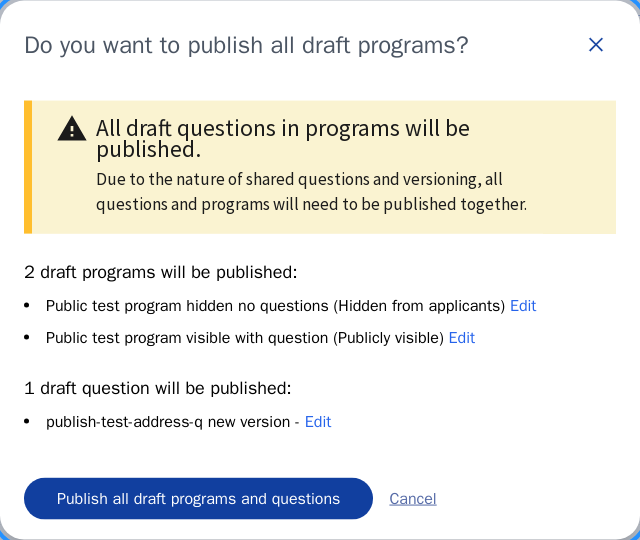 Do you want to publish all draft programs?
All draft questions in programs will be
published.
Due to the nature of shared questions and versioning, all
questions and programs will need to be published together.
2 draft programs will be published:
• Public test program hidden no questions (Hidden from applicants) Edit
• Public test program visible with question (Publicly visible) Edit
1 draft question will be published:
• publish-test-address-q new version - Edit
Publish all draft programs and questions Cancel